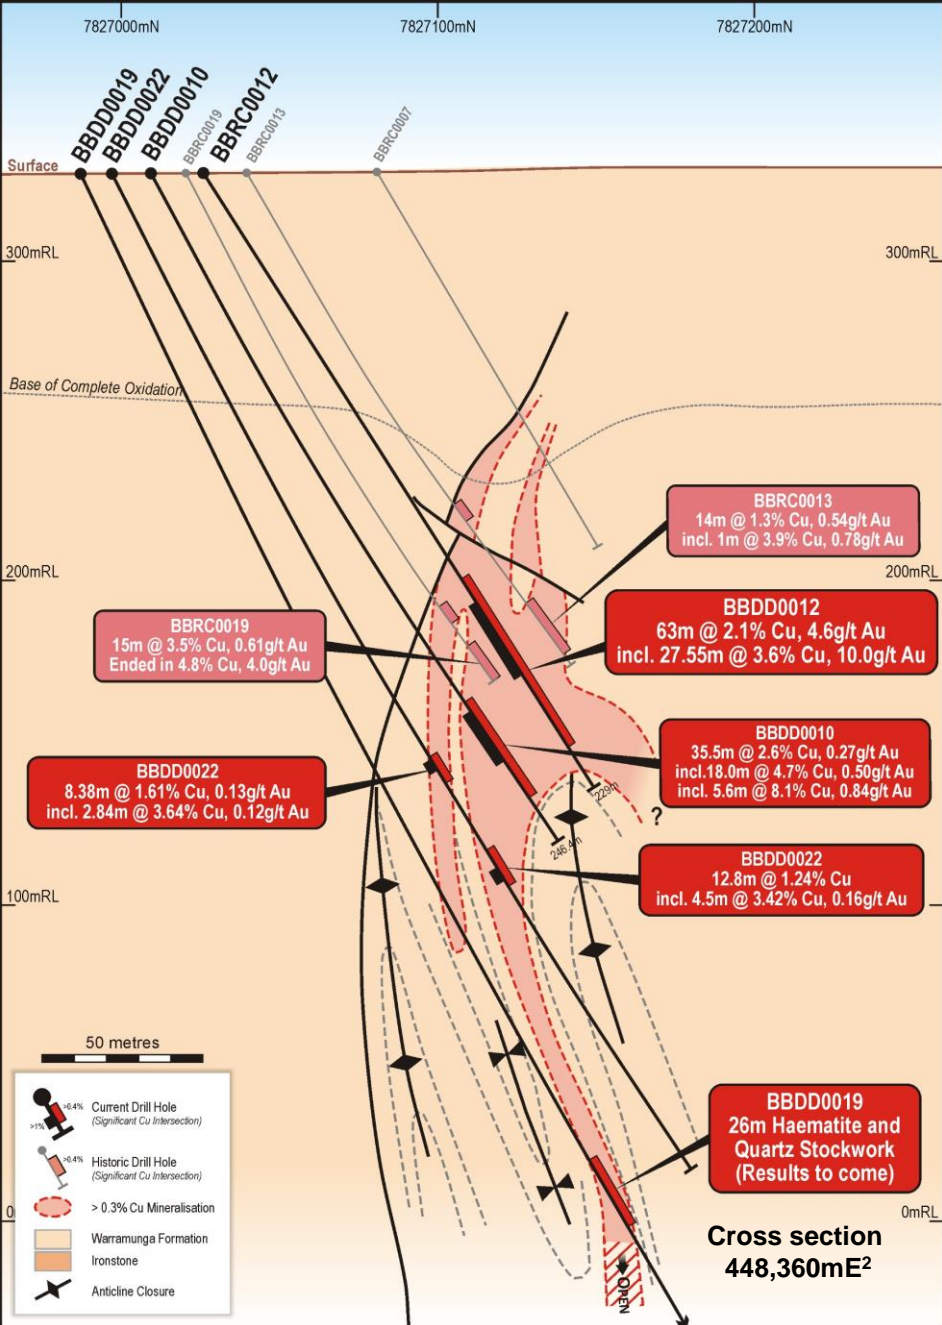 7827000mN
7827100mN
7827200mN
BBDD0019
BBDD0022
BBDD0010
BBRC0019
BBRC0012
BBRC0013
BBRC0007
Surface
300mRL
300mRL
Base of Complete Oxidation
BBRC0013
14m @ 1.3% Cu, 0.54g/t Au
incl. 1m @ 3.9% Cu, 0.78g/t Au
200mRL
200mRL
BBDD0012
63m @ 2.1% Cu, 4.6g/t Au
incl. 27.55m @ 3.6% Cu, 10.0g/t Au
BBRC0019
15m @ 3.5% Cu, 0.61g/t Au
Ended in 4.8% Cu, 4.0g/t Au
BBDD0010
35.5m @ 2.6% Cu, 0.27g/t Au
incl.18.0m @ 4.7% Cu, 0.50g/t Au
incl. 5.6m @ 8.1% Cu, 0.84g/t Au
BBDD0022
8.38m @ 1.61% Cu, 0.13g/t Au
incl. 2.84m @ 3.64% Cu, 0.12g/t Au
229m
?
246.4m
BBDD0022
12.8m @ 1.24% Cu
incl. 4.5m @ 3.42% Cu, 0.16g/t Au
100mRL
50 metres
>0.4%
>1%
Current Drill Hole
(Significant Cu Intersection)
>0.4%
Historic Drill Hole
(Significant Cu Intersection)
> 0.3% Cu Mineralisation
Warramunga Formation
Ironstone
Anticline Closure
BBDD0019
26m Haematite and
Quartz Stockwork
(Results to come)
0
0mRL
Cross section
448,360mE²
OPEN